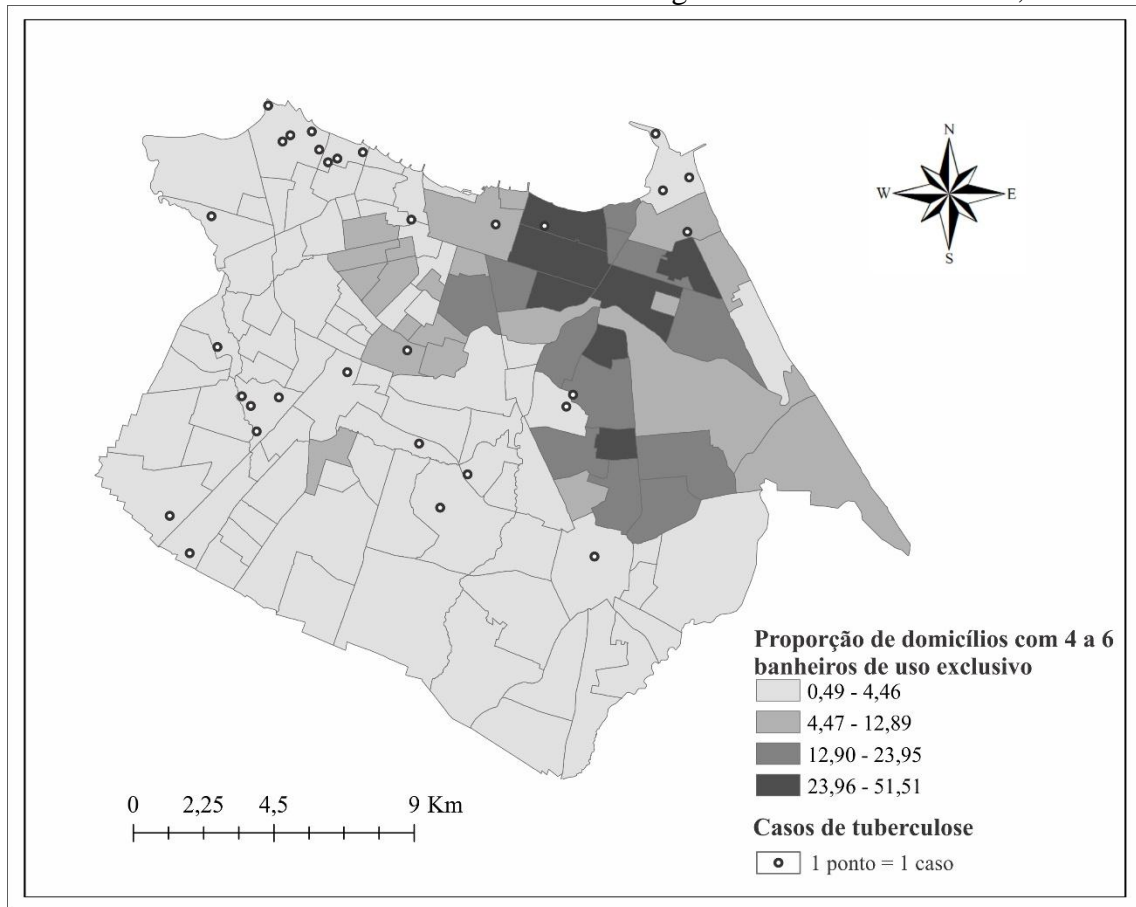 N
W
E
S
Proporção de domicílios com 4 a 6
banheiros de uso exclusivo
0,49 - 4,46
4,47 - 12,89
12,90 - 23,95
23,96 - 51,51
0 2,25 4,5 9 Km
Casos de tuberculose
1 ponto = 1 caso